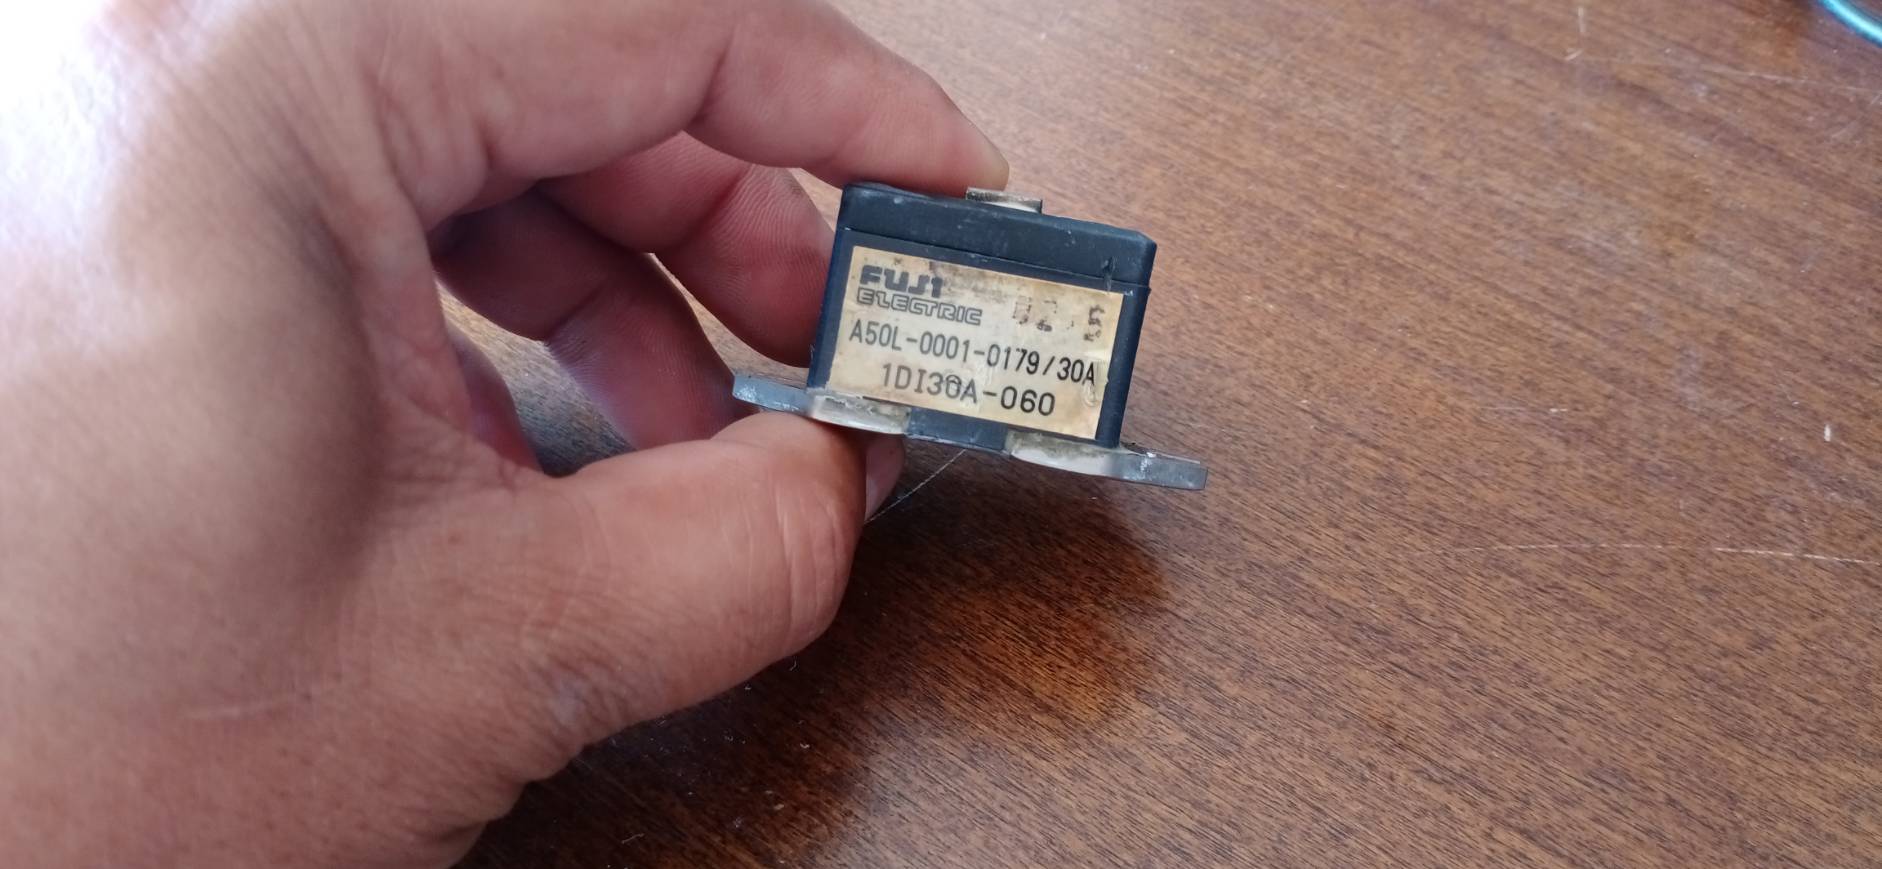 FUJI
ELECTRIC
A50L-0001-0179/30A
1DI30A-060